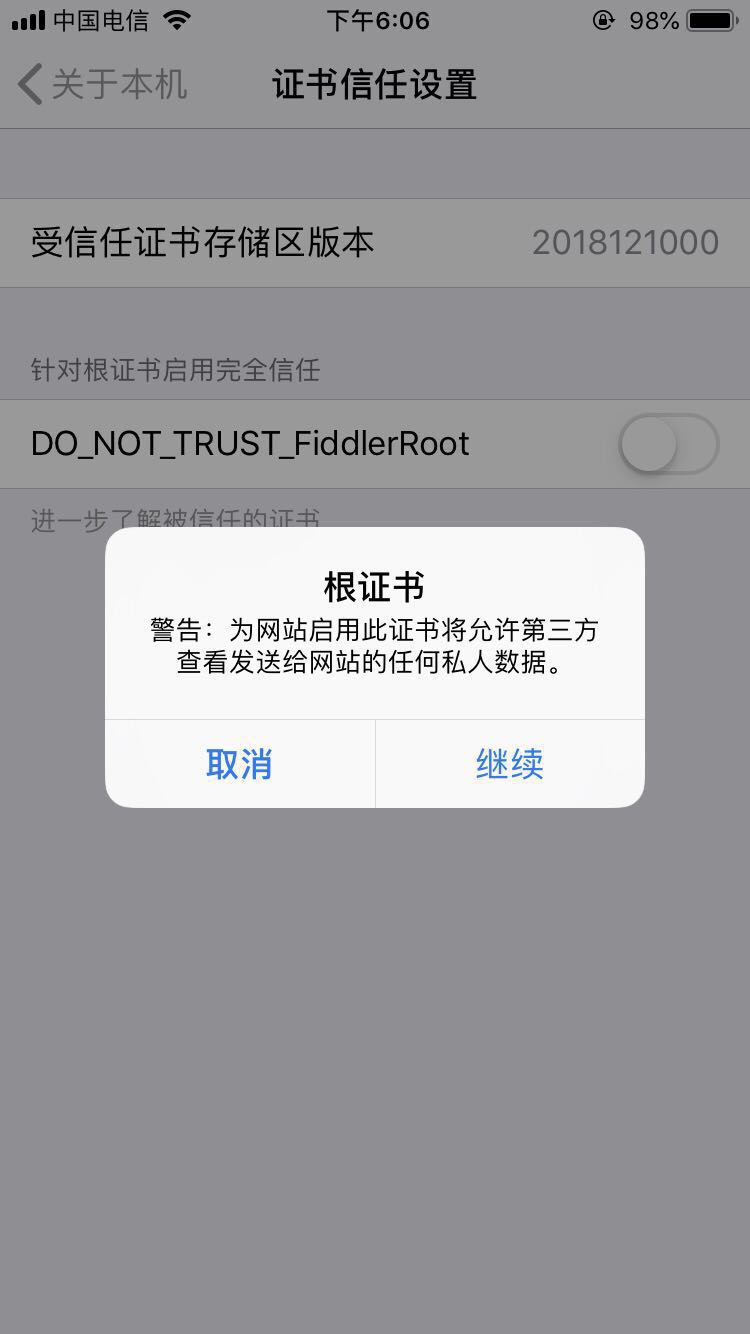 中国电信
下午6:06
98%
关于本机
证书信任设置
受信任证书存储区版本
2018121000
针对根证书启用完全信任
DO_NOT_TRUST_FiddlerRoot
进一步了解被信任的证书
根证书
警告：为网站启用此证书将允许第三方
查看发送给网站的任何私人数据。
取消
继续